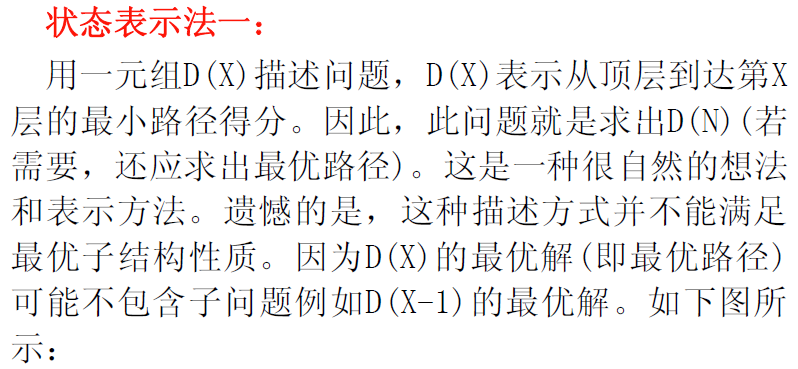 状态表示法一：
用一元组D(X)描述问题，D(X)表示从顶层到达第X
层的最小路径得分。因此，此问题就是求出D(N)(若
需要，还应求出最优路径)。这是一种很自然的想法
和表示方法。遗憾的是，这种描述方式并不能满足
最优子结构性质。因为D(X)的最优解(即最优路径)
可能不包含子问题例如D(X-1)的最优解。如下图所
示：